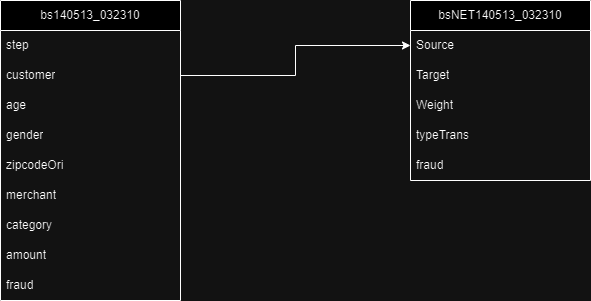 bs140513_032310
step
customer
age
gender
zipcodeOri
merchant
category
amount
fraud
bsNET140513_032310
Source
Target
Weight
typeTrans
fraud